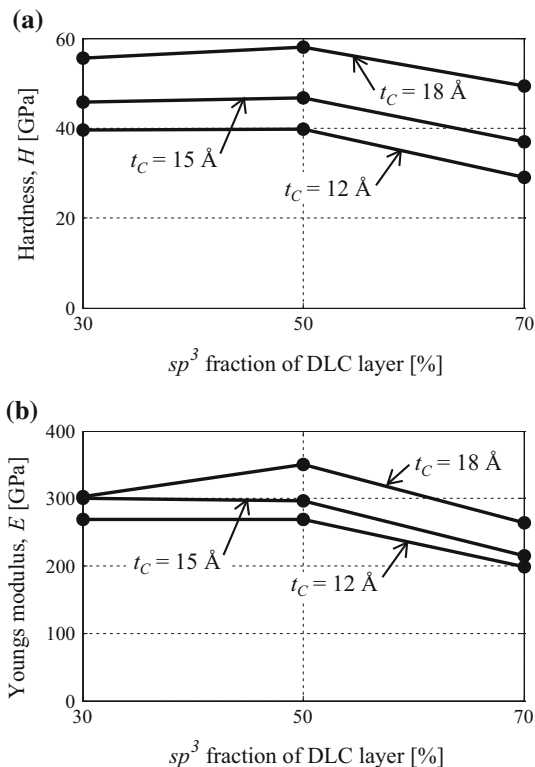 (a)
60
40
20
0
Hardness, H [GPa]
t_C = 18 Å
t_C = 15 Å
t_C = 12 Å
30 50 70
sp³ fraction of DLC layer [%]
(b)
400
300
200
100
0
Youngs modulus, E [GPa]
t_C = 18 Å
t_C = 15 Å
t_C = 12 Å
30 50 70
sp³ fraction of DLC layer [%]